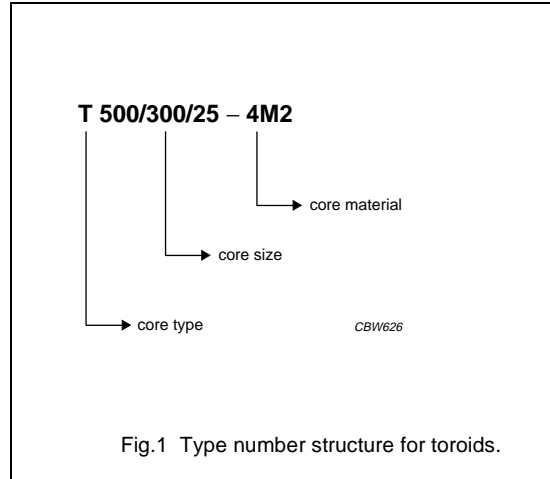 T 500/300/25 – 4M2
core material
core size
core type
CBW626
Fig.1 Type number structure for toroids.